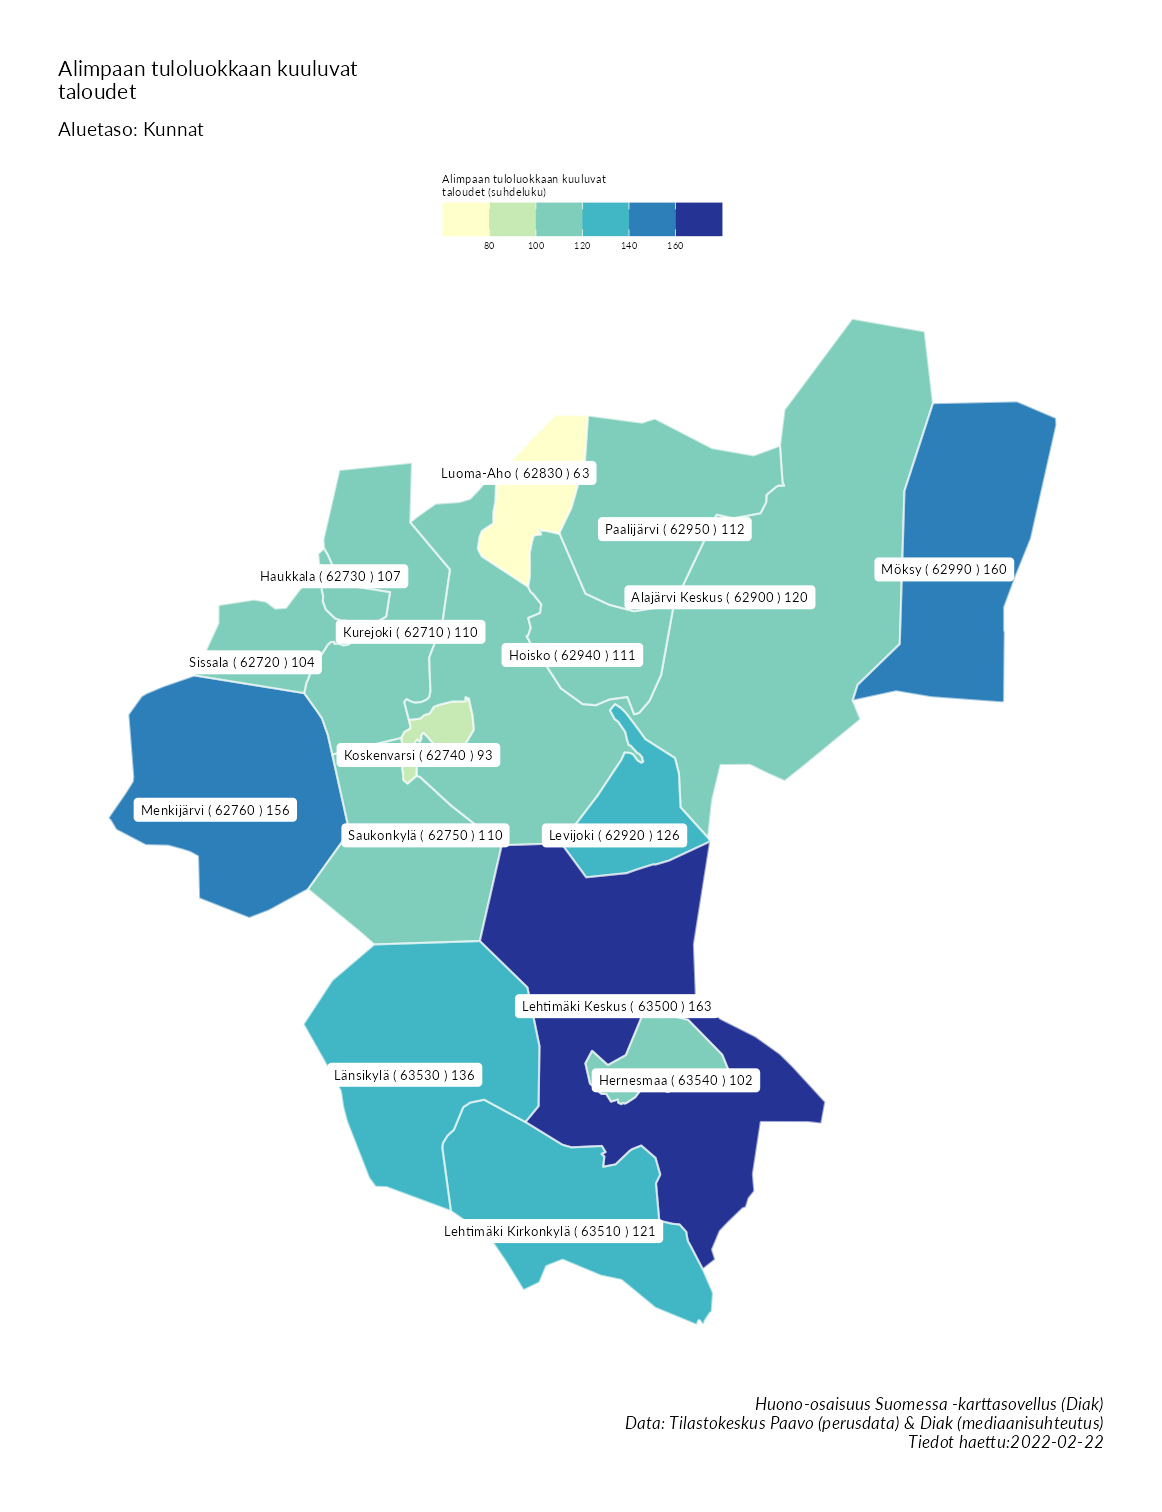 Alimpaan tuloluokkaan kuuluvat
taloudet
Aluetaso: Kunnat
Alimpaan tuloluokkaan kuuluvat
taloudet (suhdeluku)
80 100 120 140 160
Luoma-Aho ( 62830 ) 63
Paalijärvi ( 62950 ) 112
Möksy ( 62990 ) 160
Haukkala ( 62730 ) 107
Alajärvi Keskus ( 62900 ) 120
Kurejoki ( 62710 ) 110
Hoisko ( 62940 ) 111
Sissala ( 62720 ) 104
Koskenvarsi ( 62740 ) 93
Menkijärvi ( 62760 ) 156
Saukonkylä ( 62750 ) 110
Levijoki ( 62920 ) 126
Lehtimäki Keskus ( 63500 ) 163
Länsikylä ( 63530 ) 136
Hernesmaa ( 63540 ) 102
Lehtimäki Kirkonkylä ( 63510 ) 121
Huono-osaisuus Suomessa -karttasovellus (Diak)
Data: Tilastokeskus Paavo (perusdata) & Diak (mediaanisuhteutus)
Tiedot haettu:2022-02-22